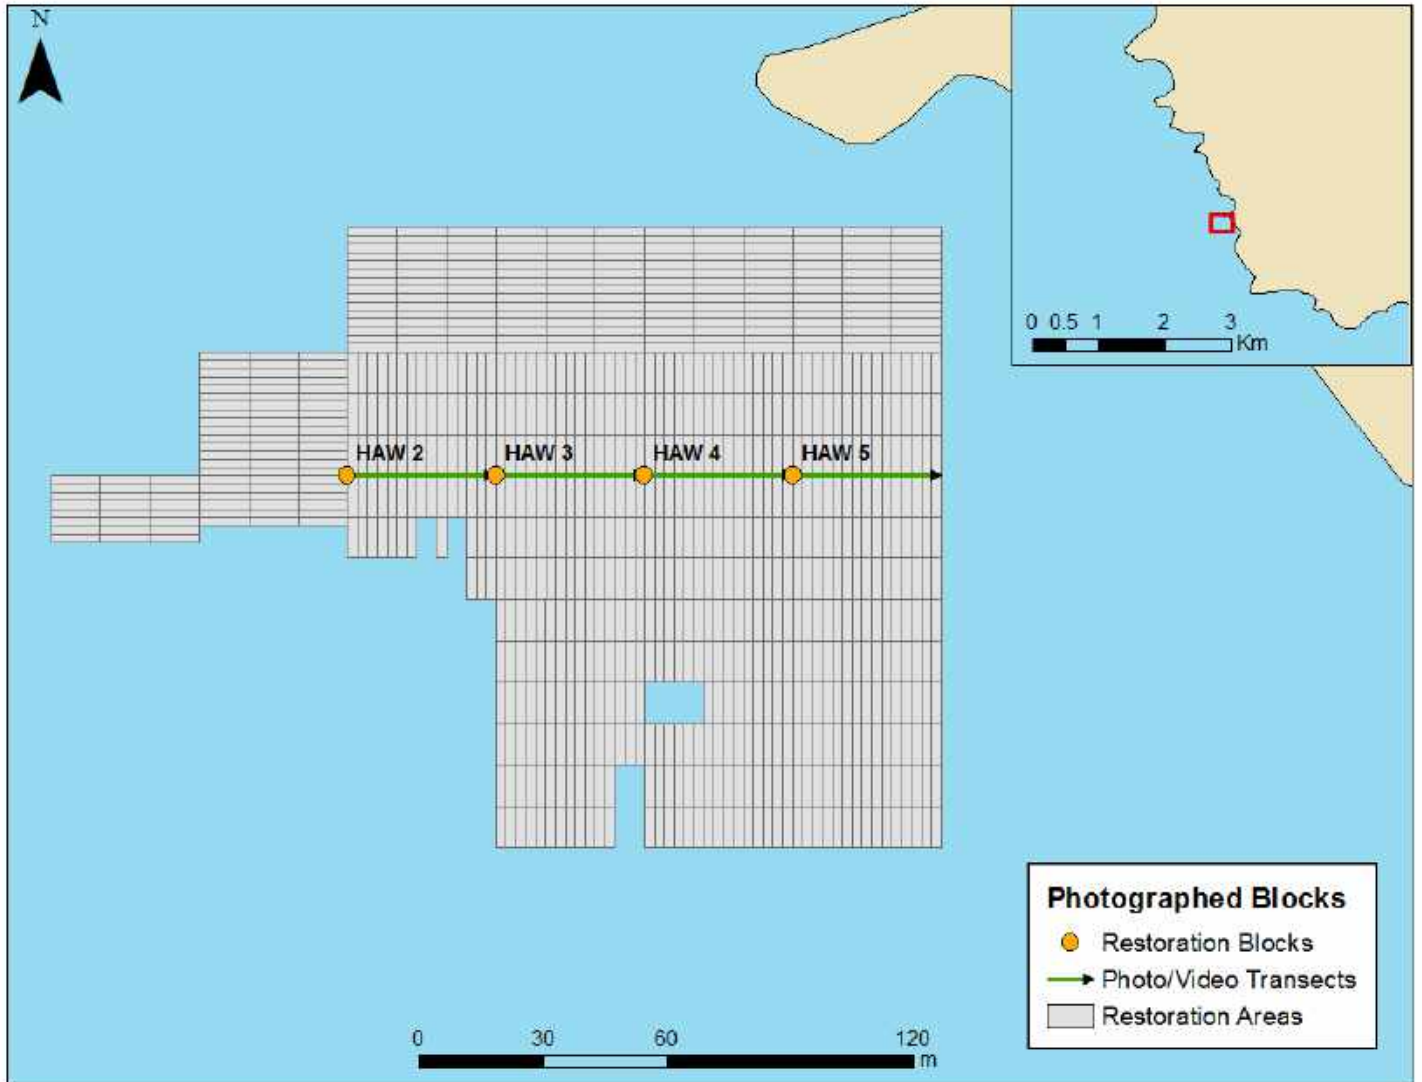 N
0 0.5 1 2 3
Km
HAW 2 HAW 3 HAW 4 HAW 5
Photographed Blocks
Restoration Blocks
Photo/Video Transects
Restoration Areas
0 30 60 120
m